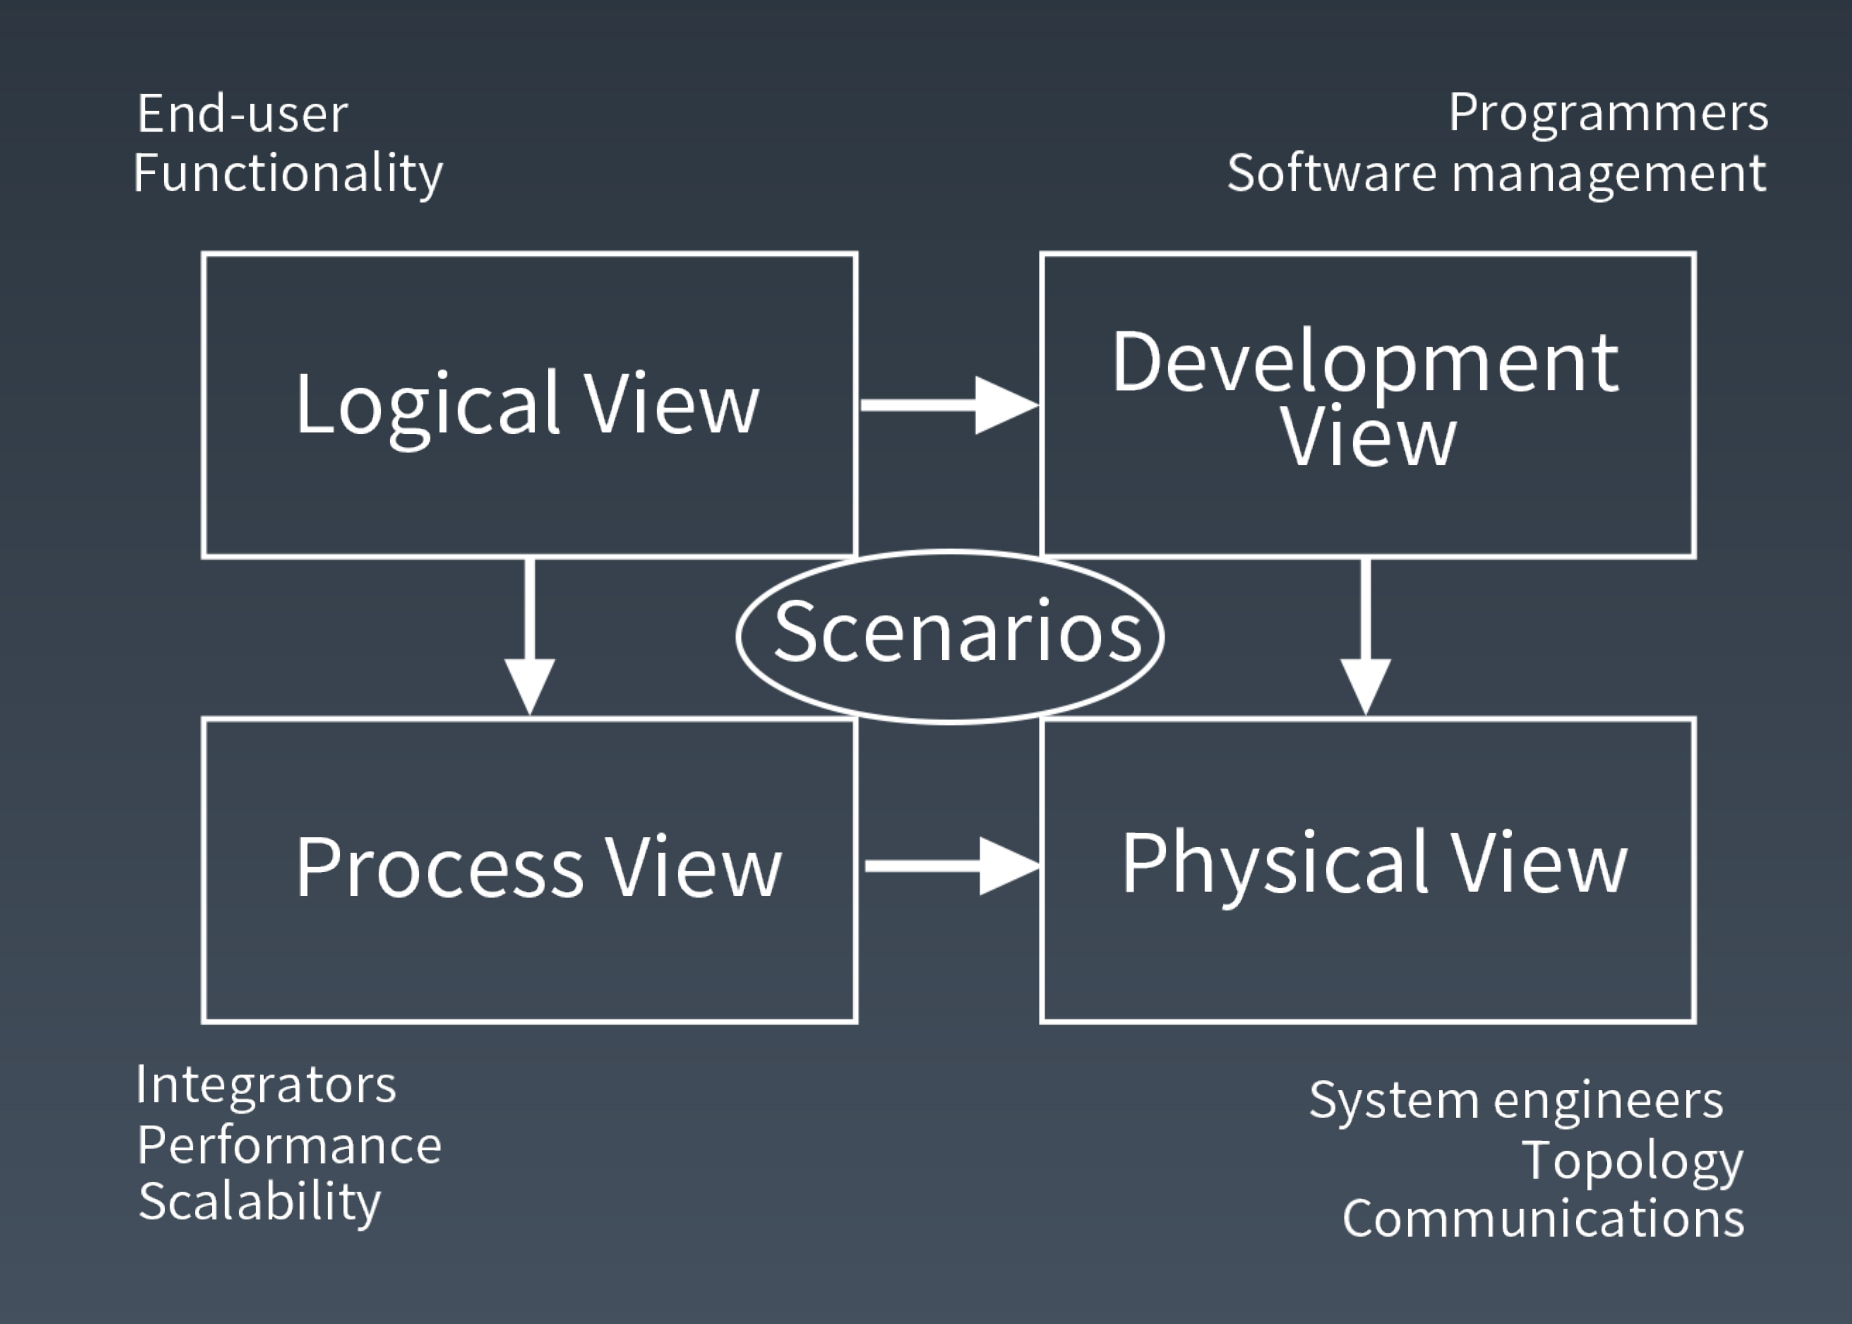 End-user
Functionality
Programmers
Software management
Logical View
Development
View
Scenarios
Process View
Physical View
Integrators
Performance
Scalability
System engineers
Topology
Communications